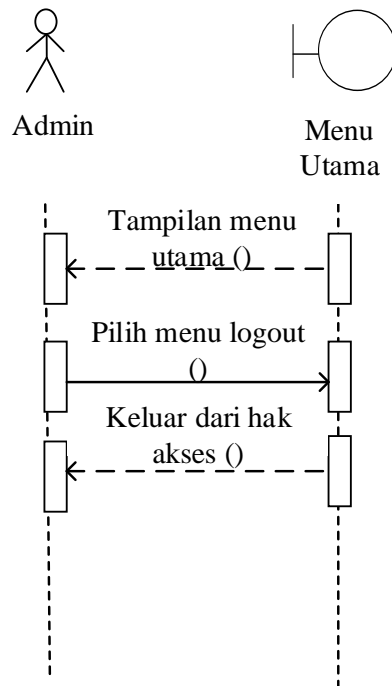 Admin
Menu
Utama
Tampilan menu
utama ()
Pilih menu logout
()
Keluar dari hak
akses ()